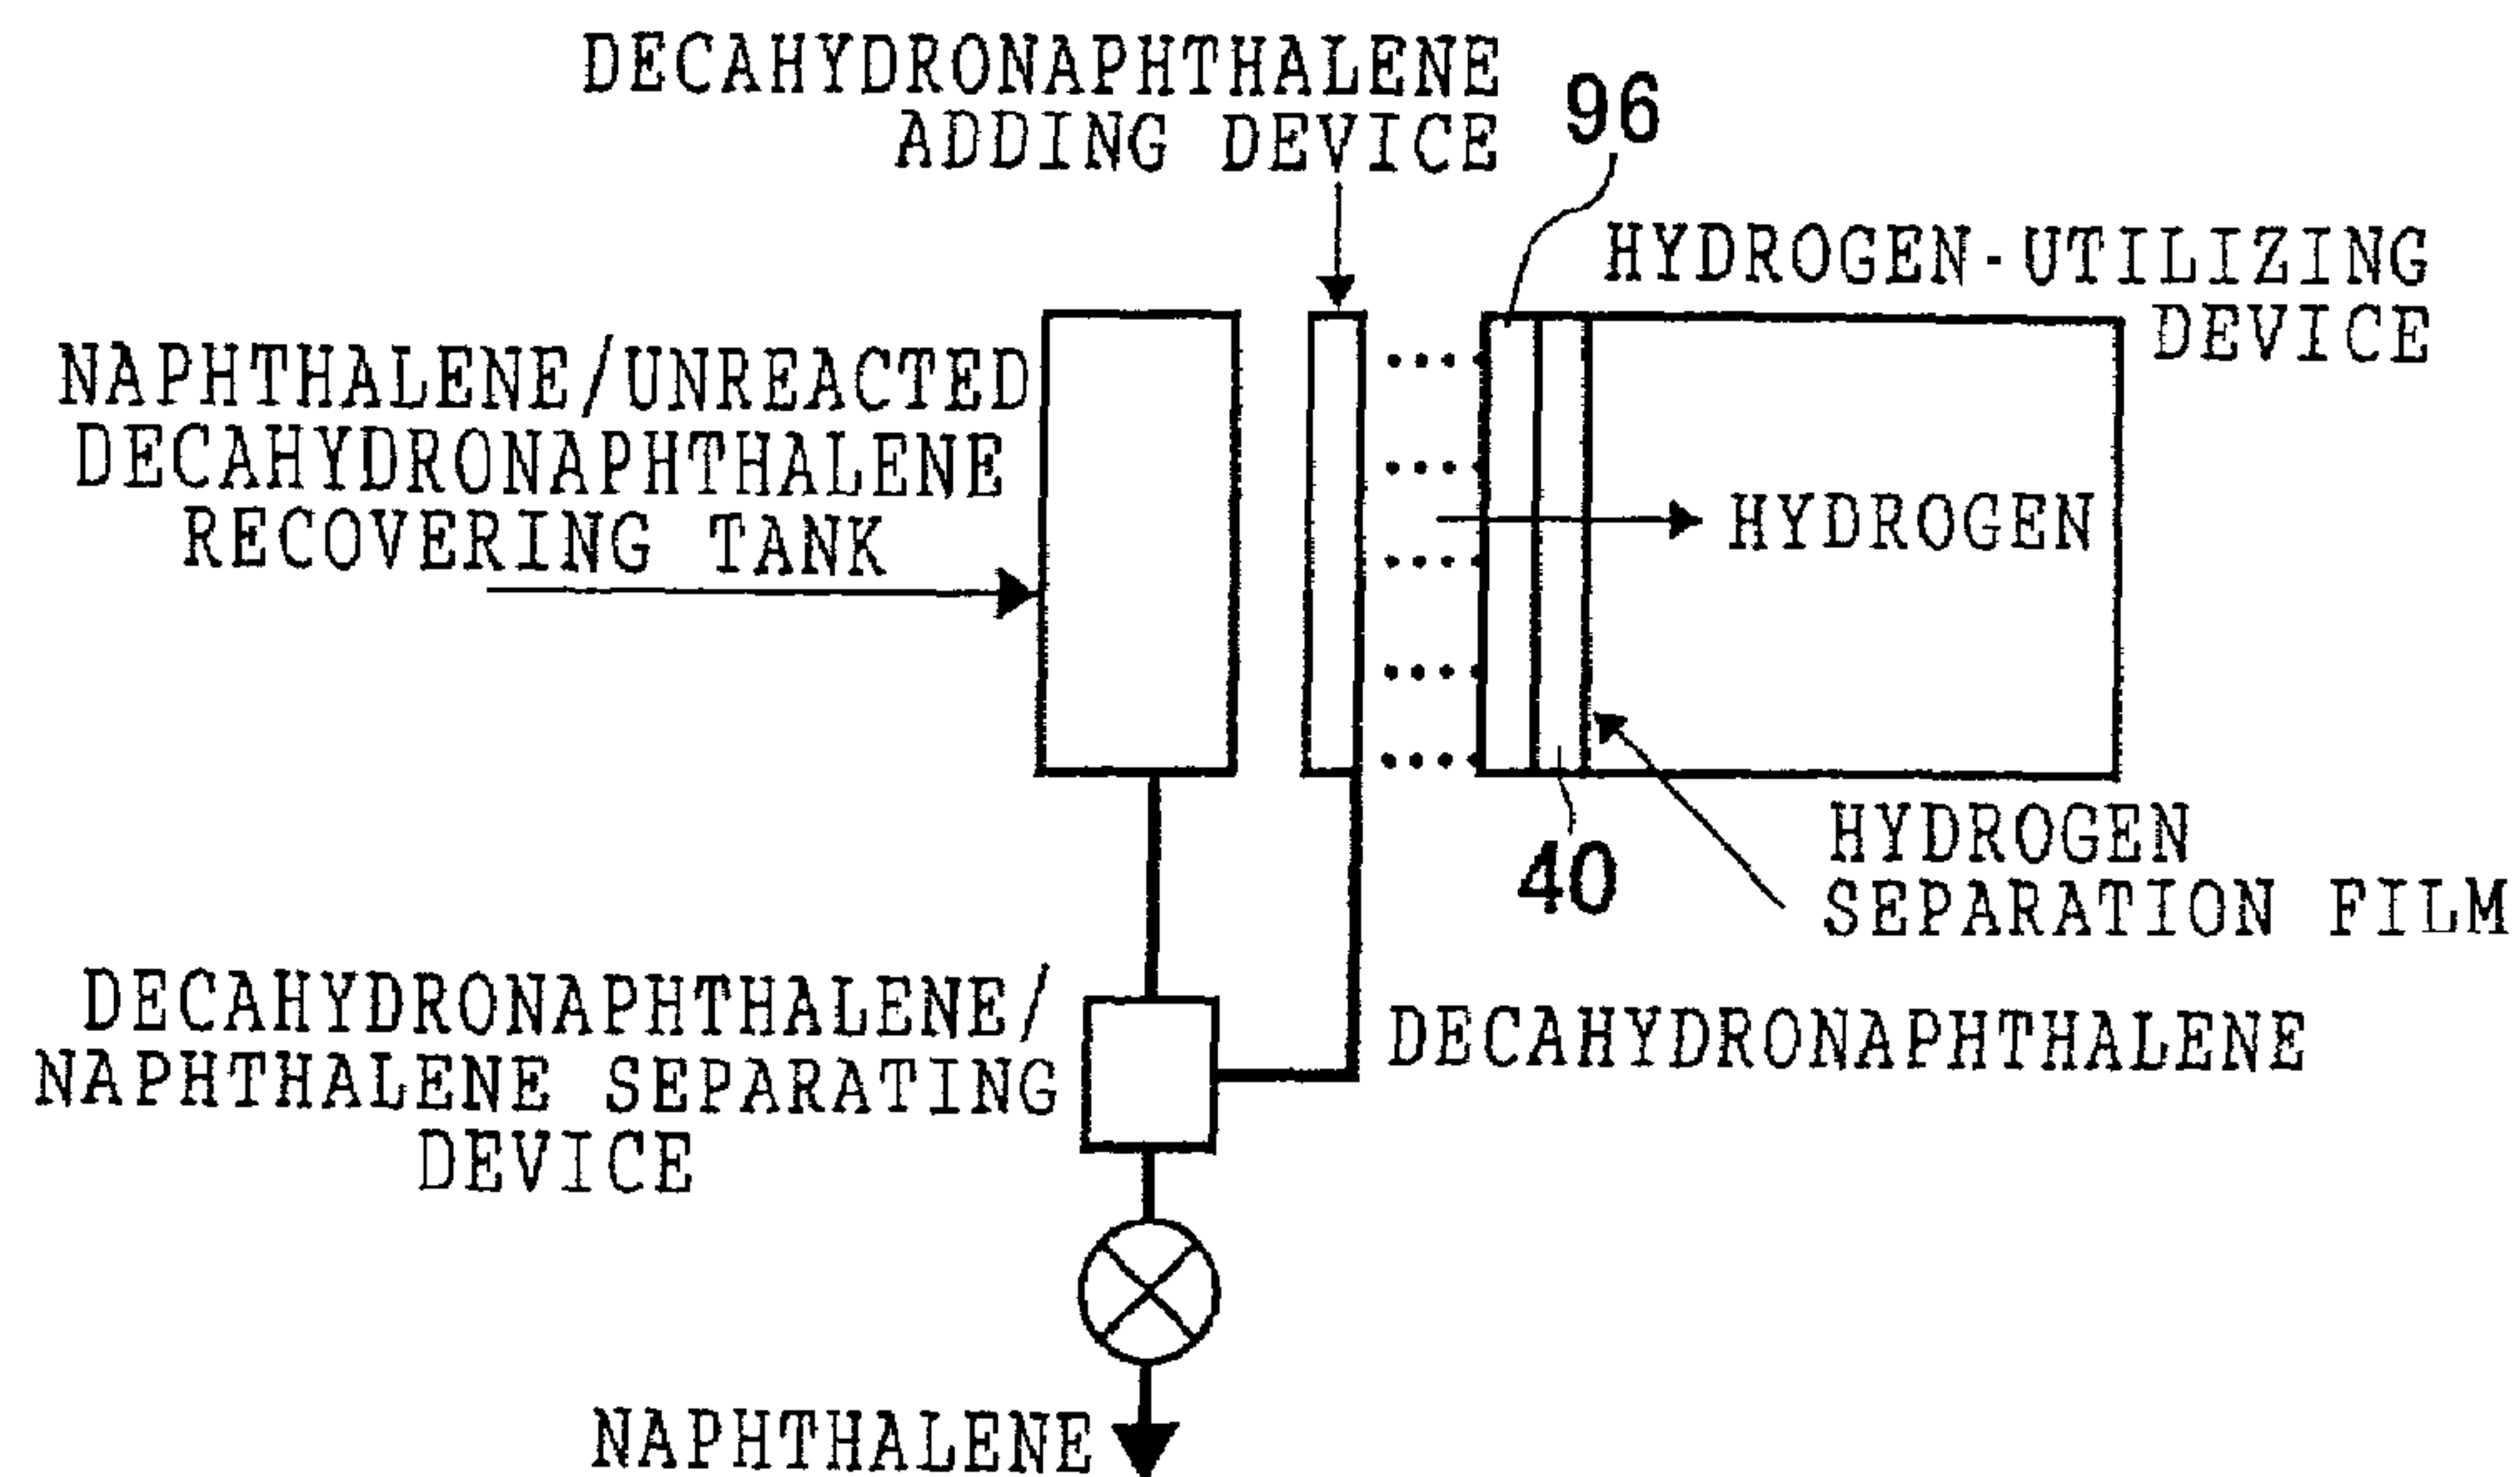 DECAHYDRONAPHTHALENE
ADDING DEVICE
96
HYDROGEN-UTILIZING
DEVICE
NAPHTHALENE/UNREACTED
DECAHYDRONAPHTHALENE
RECOVERING TANK
HYDROGEN
40
HYDROGEN
SEPARATION FILM
DECAHYDRONAPHTHALENE/
NAPHTHALENE SEPARATING
DEVICE
DECAHYDRONAPHTHALENE
NAPHTHALENE